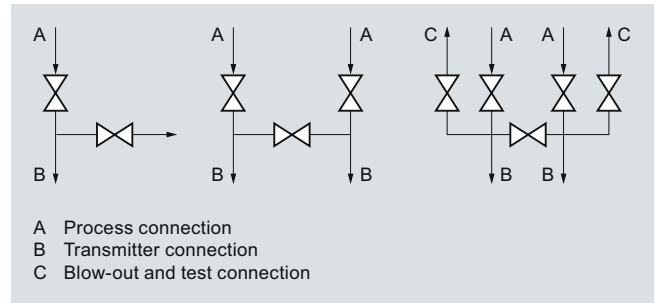 A A A C A A C
B B B B B
A Process connection
B Transmitter connection
C Blow-out and test connection